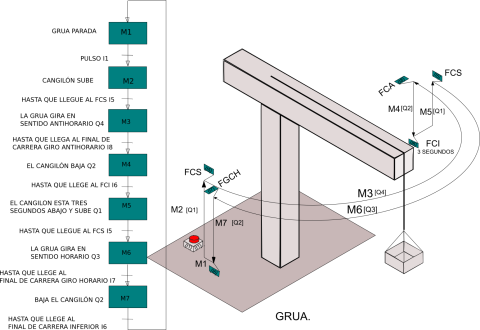 GRUA PARADA
M1
PULSO I1
CANGILÓN SUBE
M2
HASTA QUE LLEGUE AL FCS I5
LA GRUA GIRA EN
SENTIDO ANTIHORARIO Q4
M3
HASTA QUE LLEGA AL FINAL DE
CARRERA GIRO ANTIHORARIO I8
EL CANGILÓN BAJA Q2
M4
HASTA QUE LLEGUE AL FCI I6
EL CANGILON ESTA TRES
SEGUNDOS ABAJO Y SUBE Q1
M5
HASTA QUE LLEGUE AL FCS I5
LA GRUA GIRA EN
SENTIDO HORARIO Q3
M6
HASTA QUE LLEGUE AL
FINAL DE CARRERA GIRO HORARIO I7
BAJA EL CANGILÓN Q2
M7
HASTA QUE LLEGUE AL
FINAL DE CARRERA INFERIOR I6
FCA
FCS
M4[Q2]
M5[Q1]
FCI
3 SEGUNDOS
FCS
FGCH
M3 [Q4]
M6 [Q3]
M2 [Q1]
M7 [Q2]
M1
GRUA.